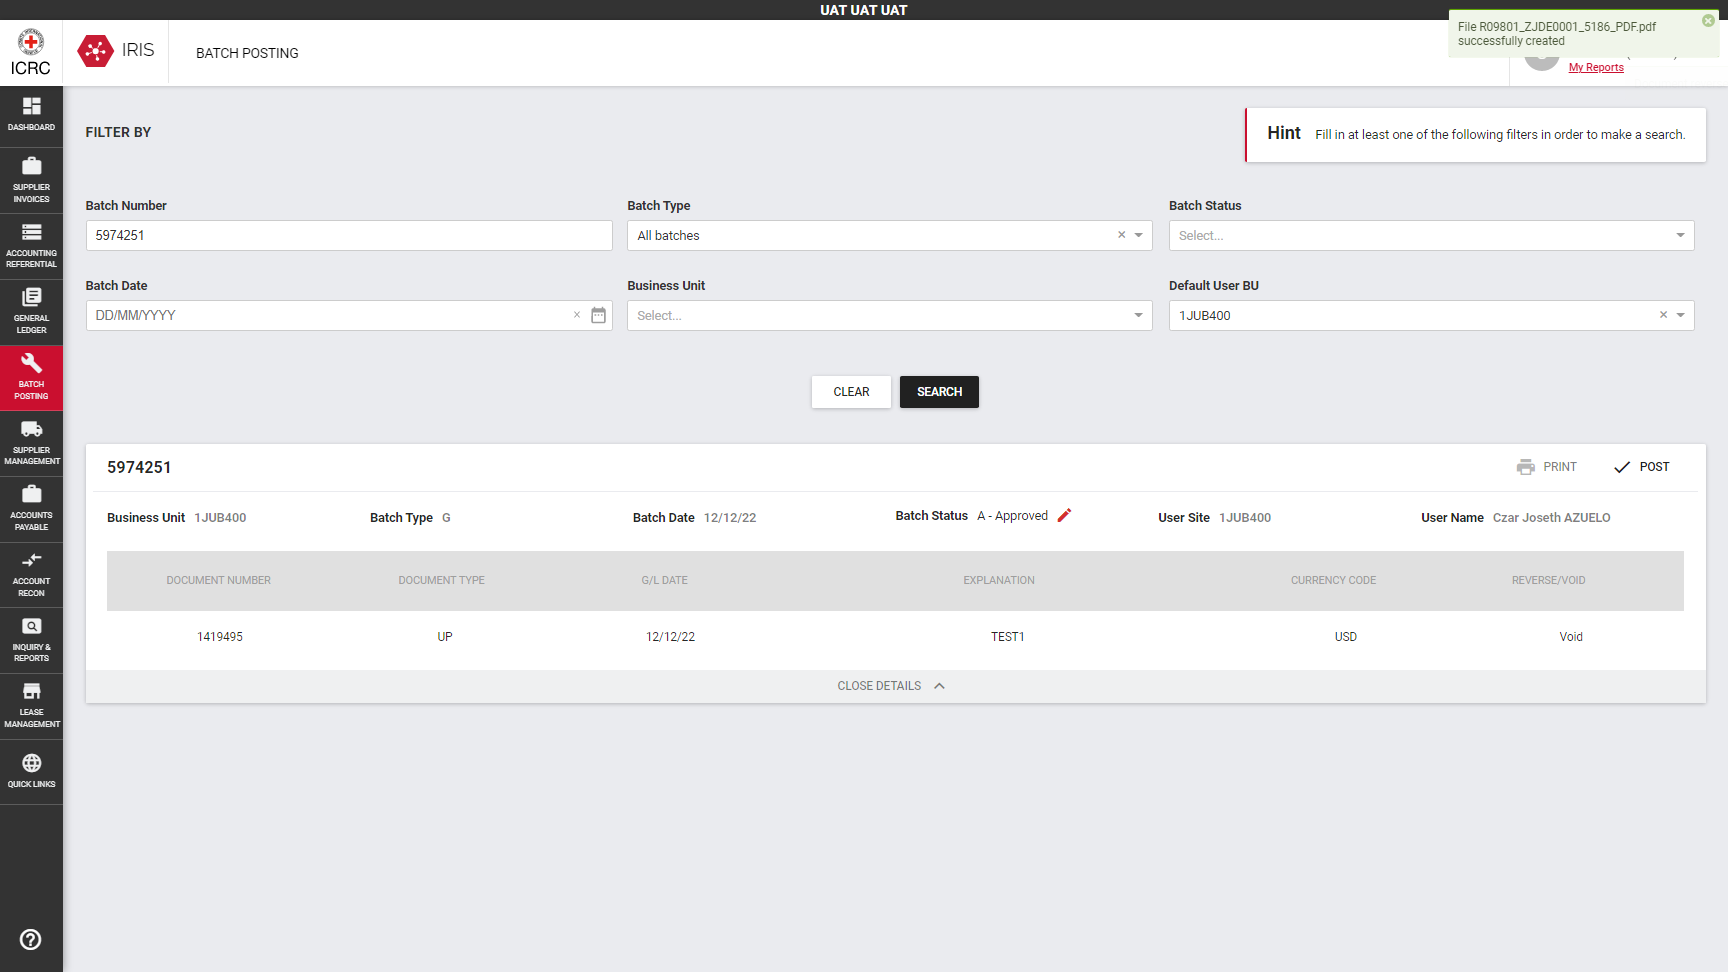 UAT UAT UAT
ICRC
IRIS
BATCH POSTING
File R09801_ZJDE0001_5186_PDF.pdf
successfully created
My Reports
DASHBOARD
SUPPLIER
INVOICES
ACCOUNTING
REFERENTIAL
GENERAL
LEDGER
BATCH
POSTING
SUPPLIER
MANAGEMENT
ACCOUNTS
PAYABLE
ACCOUNT
RECON
INQUIRY &
REPORTS
LEASE
MANAGEMENT
QUICK LINKS
FILTER BY
Hint Fill in at least one of the following filters in order to make a search.
Batch Number Batch Type Batch Status
5974251 All batches Select...
Batch Date Business Unit Default User BU
DD/MM/YYYY Select... 1JUB400
CLEAR SEARCH
5974251 PRINT POST
Business Unit 1JUB400 Batch Type G Batch Date 12/12/22 Batch Status A - Approved User Site 1JUB400 User Name Czar Joseth AZUELO
DOCUMENT NUMBER DOCUMENT TYPE G/L DATE EXPLANATION CURRENCY CODE REVERSE/VOID
1419495 UP 12/12/22 TEST1 USD Void
CLOSE DETAILS